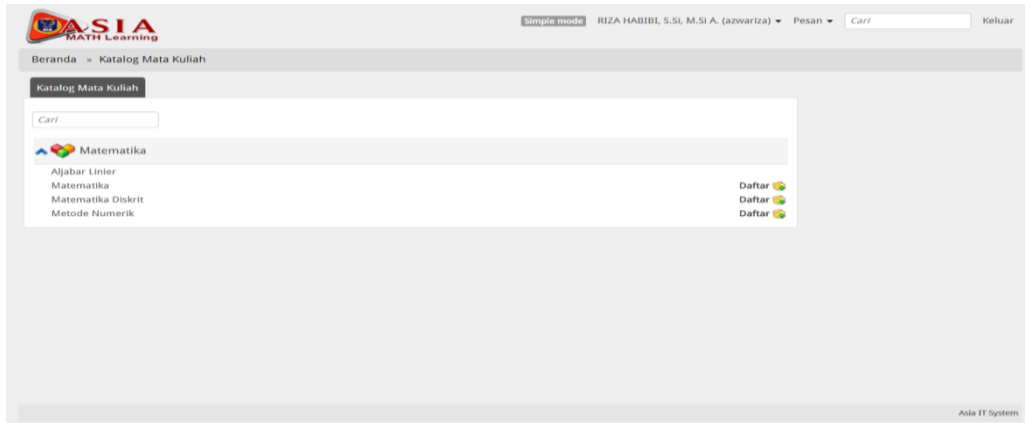 ASIA
MATH Learning
Simple mode RIZA HABIBI, S.Si, M.Si A. (azwariza) Pesan Cari Keluar
Beranda » Katalog Mata Kuliah
Katalog Mata Kuliah
Cari
Matematika
Aljabar Linier
Matematika Daftar
Matematika Diskrit Daftar
Metode Numerik Daftar
Asia IT System